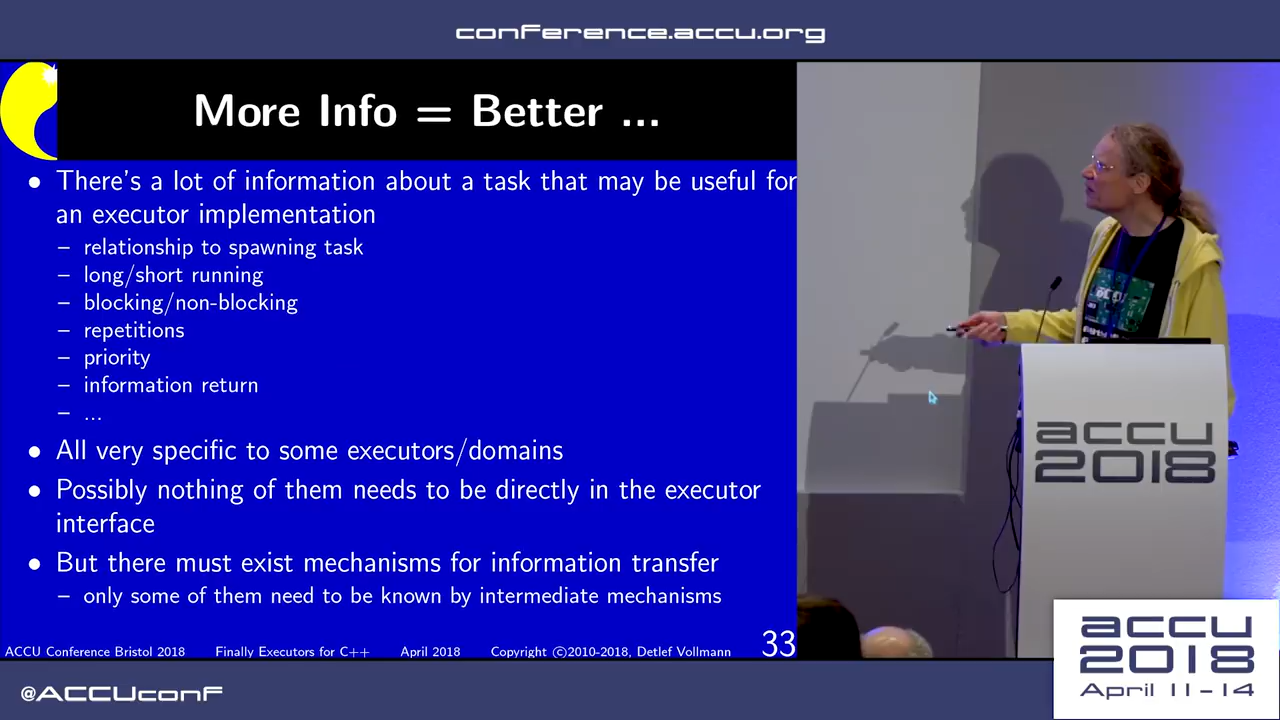 conference.accu.org
More Info = Better ...
• There's a lot of information about a task that may be useful for
an executor implementation
– relationship to spawning task
– long/short running
– blocking/non-blocking
– repetitions
– priority
– information return
– ...
• All very specific to some executors/domains
• Possibly nothing of them needs to be directly in the executor
interface
• But there must exist mechanisms for information transfer
– only some of them need to be known by intermediate mechanisms
ACCU Conference Bristol 2018 Finally Executors for C++ April 2018 Copyright ©2010-2018, Detlef Vollmann 33
accu
accu
2018
accu
2018
April 11-14
@ACCUconf